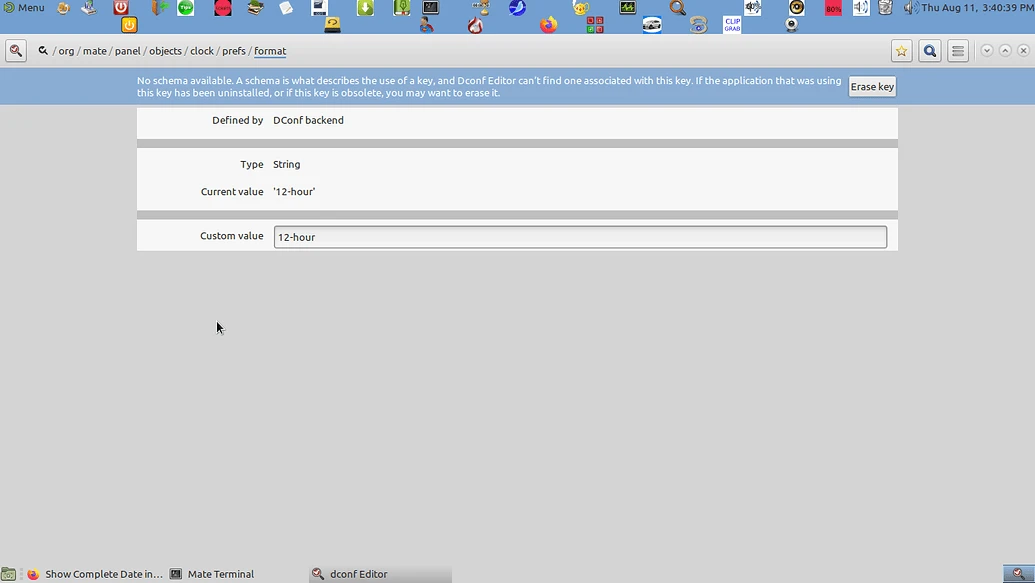 Menu
Tips
80%
Thu Aug 11, 3:40:39 PM
CLIP
GRAB
/ org / mate / panel / objects / clock / prefs / format
No schema available. A schema is what describes the use of a key, and Dconf Editor can't find one associated with this key. If the application that was using
this key has been uninstalled, or if this key is obsolete, you may want to erase it.
Erase key
Defined by DConf backend
Type String
Current value '12-hour'
Custom value 12-hour
Show Complete Date in...
Mate Terminal
dconf Editor